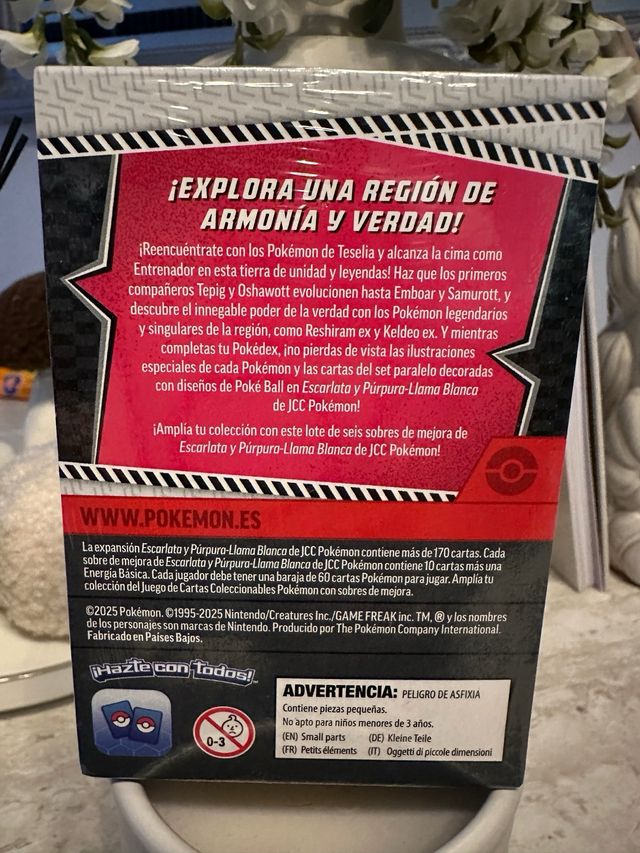 ¡EXPLORA UNA REGIÓN DE
ARMONÍA Y VERDAD!
¡Reencuéntrate con los Pokémon de Teselia y alcanza la cima como
Entrenador en esta tierra de unidad y leyendas! Haz que los primeros
compañeros Tepig y Oshawott evolucionen hasta Emboar y Samurott, y
descubre el innegable poder de la verdad con los Pokémon legendarios
y singulares de la región, como Reshiram ex y Keldeo ex. Y mientras
completas tu Pokédex, ¡no pierdas de vista las ilustraciones
especiales de cada Pokémon y las cartas del set paralelo decoradas
con diseños de Poké Ball en Escarlata y Púrpura-Llama Blanca
de JCC Pokémon!
¡Amplía tu colección con este lote de seis sobres de mejora de
Escarlata y Púrpura-Llama Blanca de JCC Pokémon!
WWW.POKEMON.ES
La expansión Escarlata y Púrpura-Llama Blanca de JCC Pokémon contiene más de 170 cartas. Cada
sobre de mejora de Escarlata y Púrpura-Llama Blanca de JCC Pokémon contiene 10 cartas más una
Energía Básica. Cada jugador debe tener una baraja de 60 cartas Pokémon para jugar. Amplía tu
colección del Juego de Cartas Coleccionables Pokémon con sobres de mejora.
©2025 Pokémon. ©1995-2025 Nintendo/Creatures Inc./GAME FREAK inc. TM, ® y los nombres
de los personajes son marcas de Nintendo. Producido por The Pokémon Company International.
Fabricado en Países Bajos.
¡Hazte con Todos!™
0-3
ADVERTENCIA: PELIGRO DE ASFIXIA
Contiene piezas pequeñas.
No apto para niños menores de 3 años.
(EN) Small parts (DE) Kleine Teile
(FR) Petits éléments (IT) Oggetti di piccole dimensioni